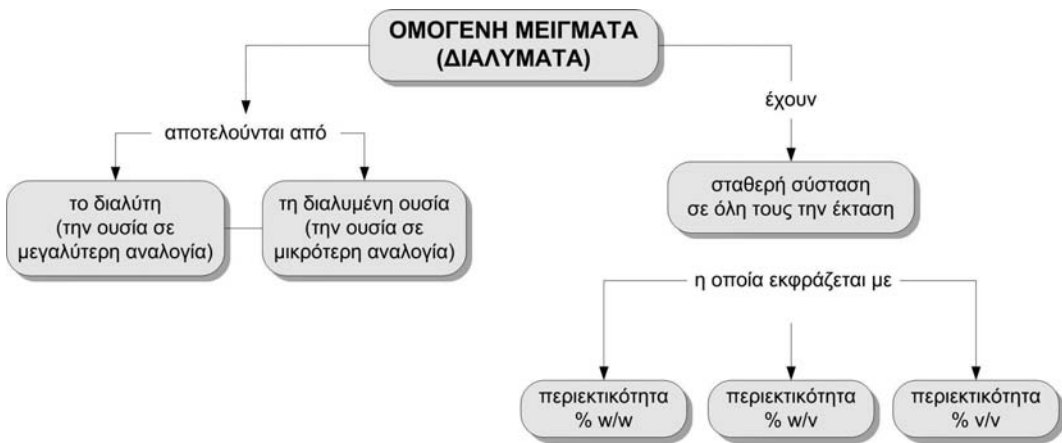 ΟΜΟΓΕΝΗ ΜΕΙΓΜΑΤΑ
(ΔΙΑΛΥΜΑΤΑ)
αποτελούνται από
έχουν
το διαλύτη
(την ουσία σε
μεγαλύτερη αναλογία)
τη διαλυμένη ουσία
(την ουσία σε
μικρότερη αναλογία)
σταθερή σύσταση
σε όλη τους την έκταση
η οποία εκφράζεται με
περιεκτικότητα
% w/w
περιεκτικότητα
% w/v
περιεκτικότητα
% v/v